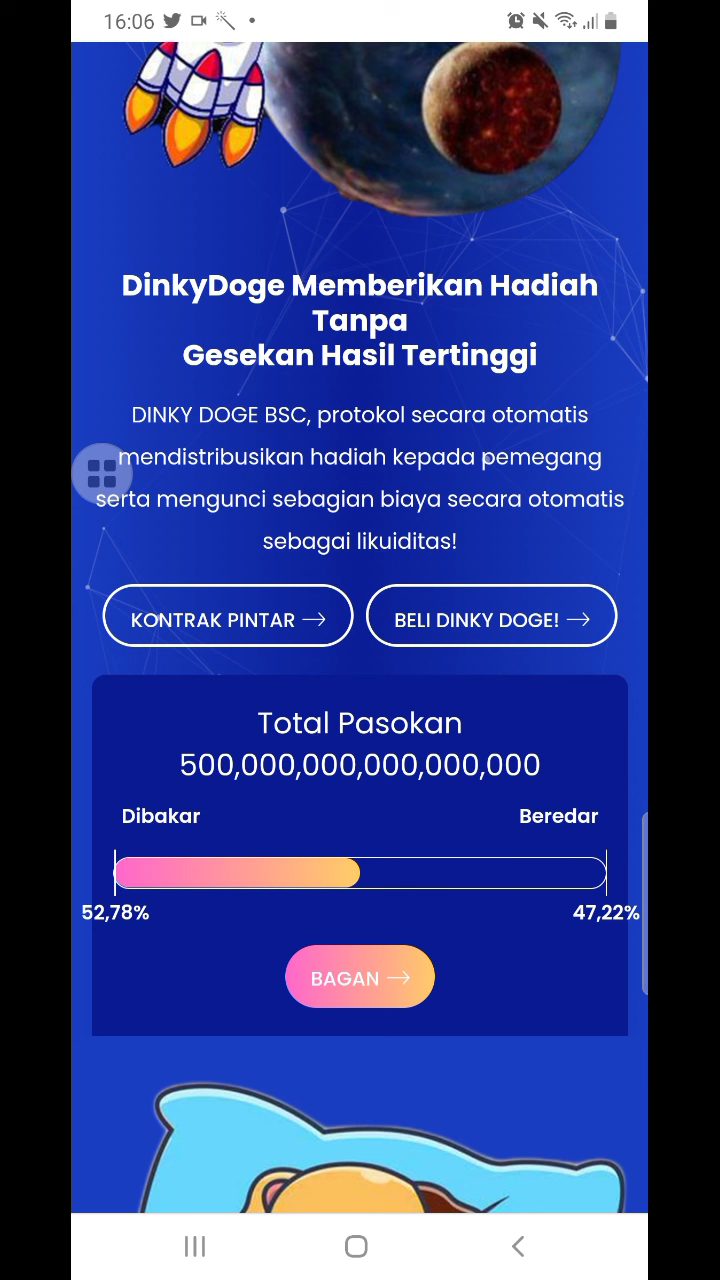 16:06
DinkyDoge Memberikan Hadiah
Tanpa
Gesekan Hasil Tertinggi
DINKY DOGE BSC, protokol secara otomatis
mendistribusikan hadiah kepada pemegang
serta mengunci sebagian biaya secara otomatis
sebagai likuiditas!
KONTRAK PINTAR → BELI DINKY DOGE! →
Total Pasokan
500,000,000,000,000,000
Dibakar Beredar
52,78% 47,22%
BAGAN →